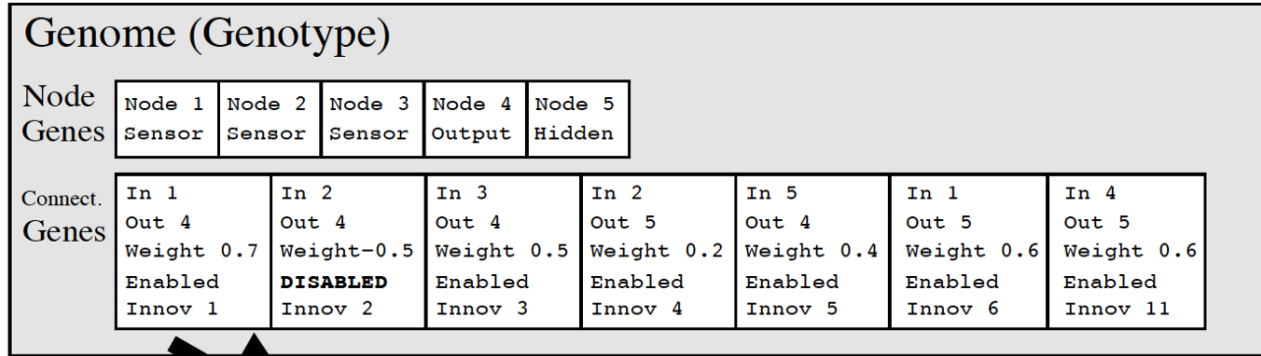 Genome (Genotype)
Node Genes
Node 1 Node 2 Node 3 Node 4 Node 5
Sensor Sensor Sensor Output Hidden
Connect. Genes
In 1 In 2 In 3 In 2 In 5 In 1 In 4
Out 4 Out 4 Out 4 Out 5 Out 4 Out 5 Out 5
Weight 0.7 Weight-0.5 Weight 0.5 Weight 0.2 Weight 0.4 Weight 0.6 Weight 0.6
Enabled DISABLED Enabled Enabled Enabled Enabled Enabled
Innov 1 Innov 2 Innov 3 Innov 4 Innov 5 Innov 6 Innov 11